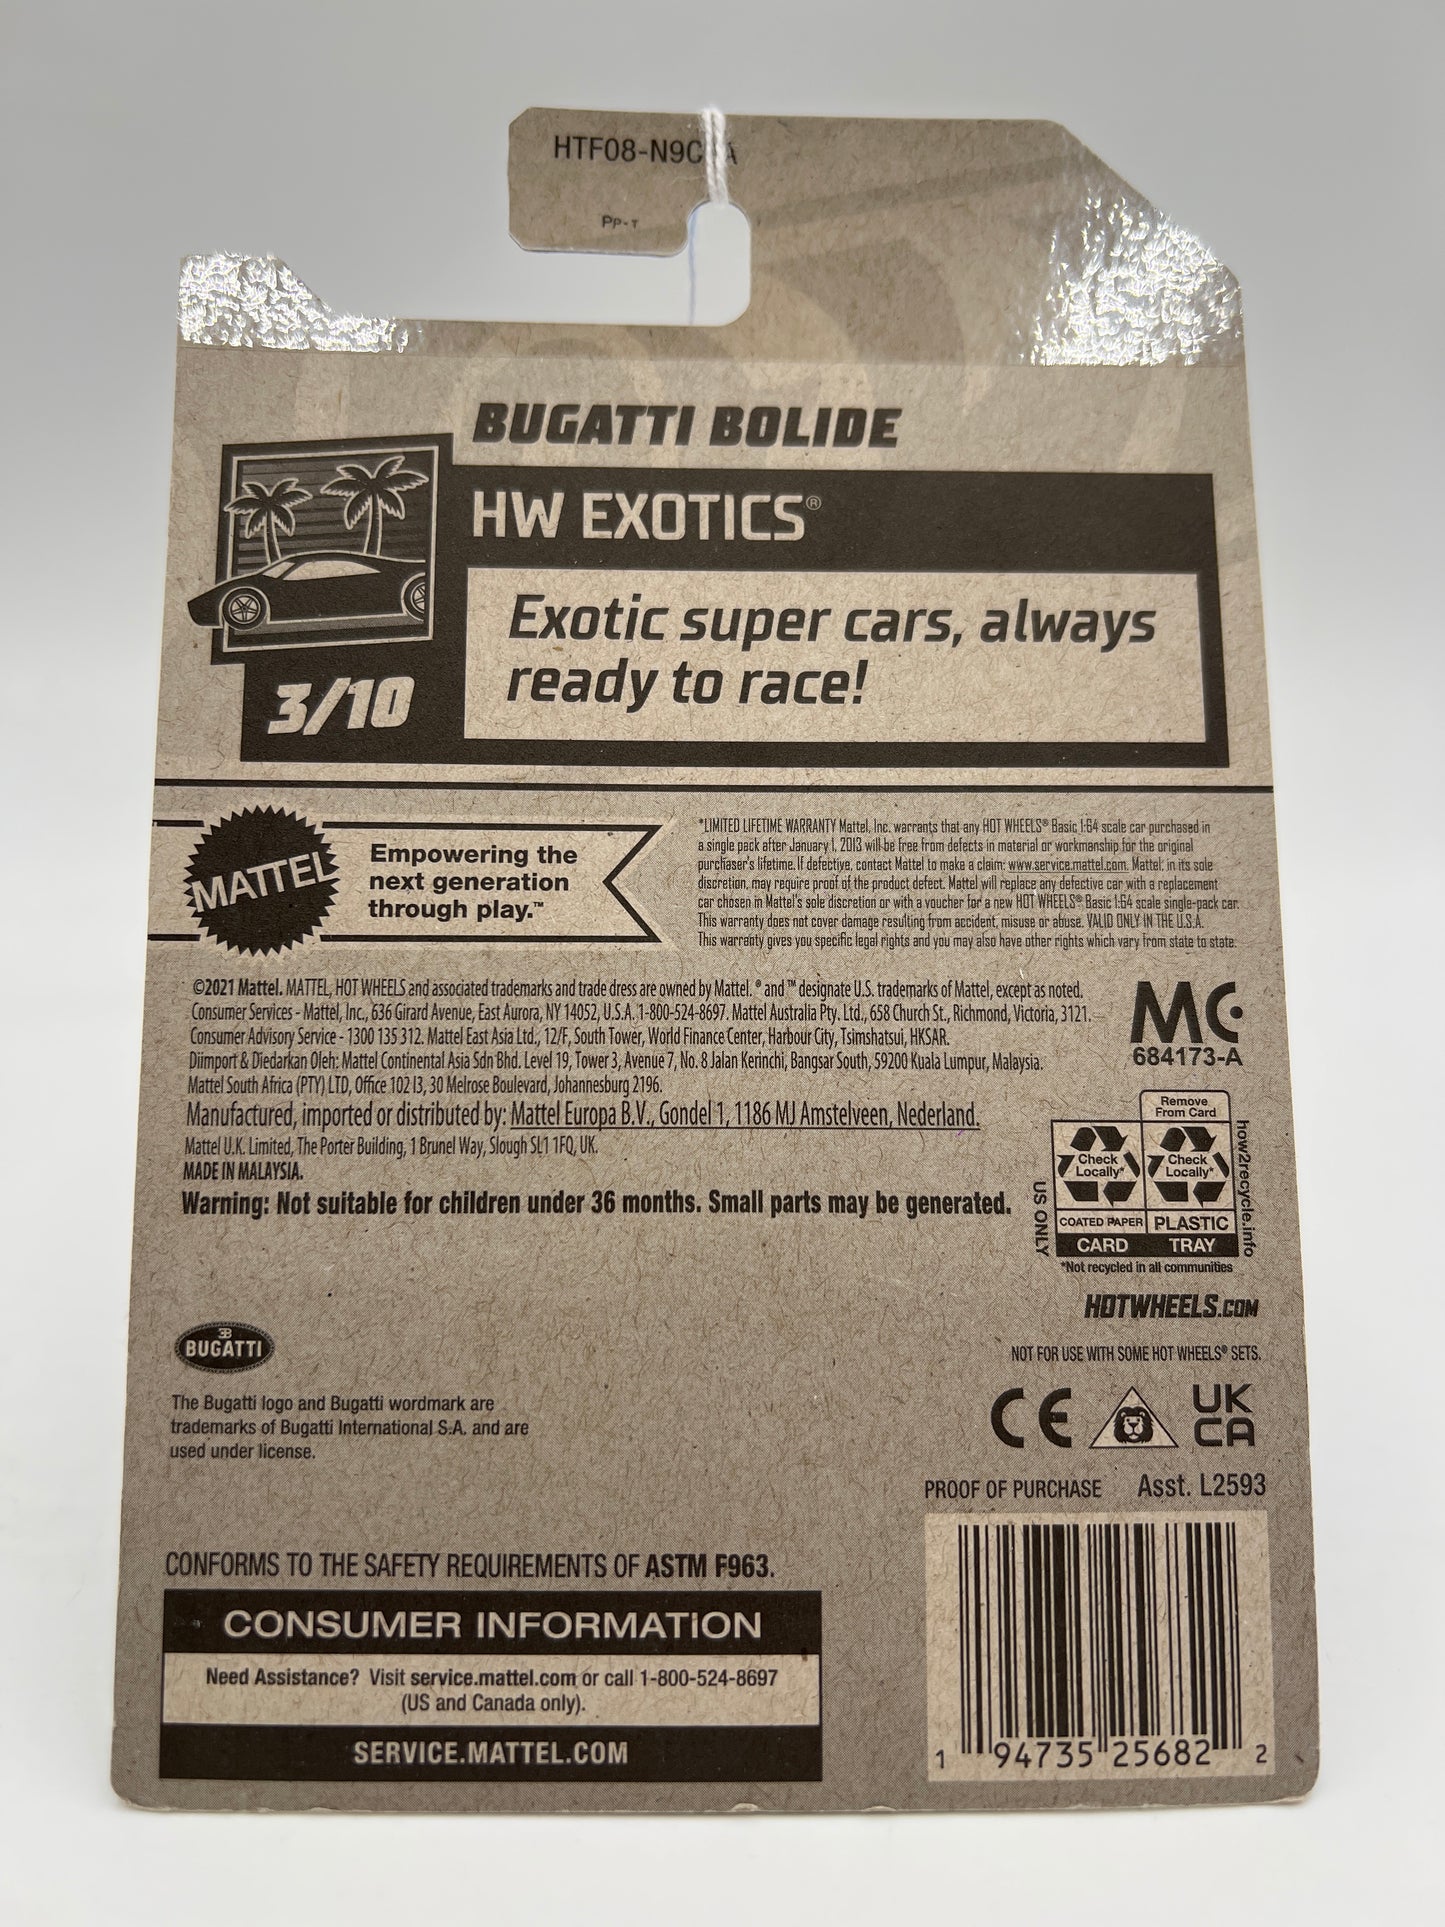 HTF08-N9C
PP-T
BUGATTI BOLIDE
HW EXOTICS®
Exotic super cars, always
ready to race!
3/10
MATTEL
Empowering the
next generation
through play.™
*LIMITED LIFETIME WARRANTY Mattel, Inc. warrants that any HOT WHEELS® Basic 1:64 scale car purchased in
a single pack after January 1, 2013 will be free from defects in material or workmanship for the original
purchaser's lifetime. If defective, contact Mattel to make a claim: www.service.mattel.com. Mattel, in its sole
discretion, may require proof of the product defect. Mattel will replace any defective car with a replacement
car chosen in Mattel's sole discretion or with a voucher for a new HOT WHEELS® Basic 1:64 scale single-pack car.
This warranty does not cover damage resulting from accident, misuse or abuse. VALID ONLY IN THE U.S.A.
This warranty gives you specific legal rights and you may also have other rights which vary from state to state.
©2021 Mattel. MATTEL, HOT WHEELS and associated trademarks and trade dress are owned by Mattel. ® and ™ designate U.S. trademarks of Mattel, except as noted.
Consumer Services - Mattel, Inc., 636 Girard Avenue, East Aurora, NY 14052, U.S.A. 1-800-524-8697. Mattel Australia Pty. Ltd., 658 Church St., Richmond, Victoria, 3121.
Consumer Advisory Service - 1300 135 312. Mattel East Asia Ltd., 12/F, South Tower, World Finance Center, Harbour City, Tsimshatsui, HKSAR.
Diimport & Diedarkan Oleh: Mattel Continental Asia Sdn Bhd. Level 19, Tower 3, Avenue 7, No. 8 Jalan Kerinchi, Bangsar South, 59200 Kuala Lumpur, Malaysia.
Mattel South Africa (PTY) LTD, Office 102 I3, 30 Melrose Boulevard, Johannesburg 2196.
Manufactured, imported or distributed by: Mattel Europa B.V., Gondel 1, 1186 MJ Amstelveen, Nederland.
Mattel U.K. Limited, The Porter Building, 1 Brunel Way, Slough SL1 1FQ, UK.
MADE IN MALAYSIA.
Warning: Not suitable for children under 36 months. Small parts may be generated.
MC
684173-A
Remove
From Card
Check
Locally*
Check
Locally*
COATED PAPER
PLASTIC
CARD
TRAY
US ONLY
how2recycle.info
*Not recycled in all communities
HOTWHEELS.COM
NOT FOR USE WITH SOME HOT WHEELS® SETS.
EB
BUGATTI
The Bugatti logo and Bugatti wordmark are
trademarks of Bugatti International S.A. and are
used under license.
CE
UK
CA
PROOF OF PURCHASE Asst. L2593
CONFORMS TO THE SAFETY REQUIREMENTS OF ASTM F963.
CONSUMER INFORMATION
Need Assistance? Visit service.mattel.com or call 1-800-524-8697
(US and Canada only).
SERVICE.MATTEL.COM
1 94735 25682 2